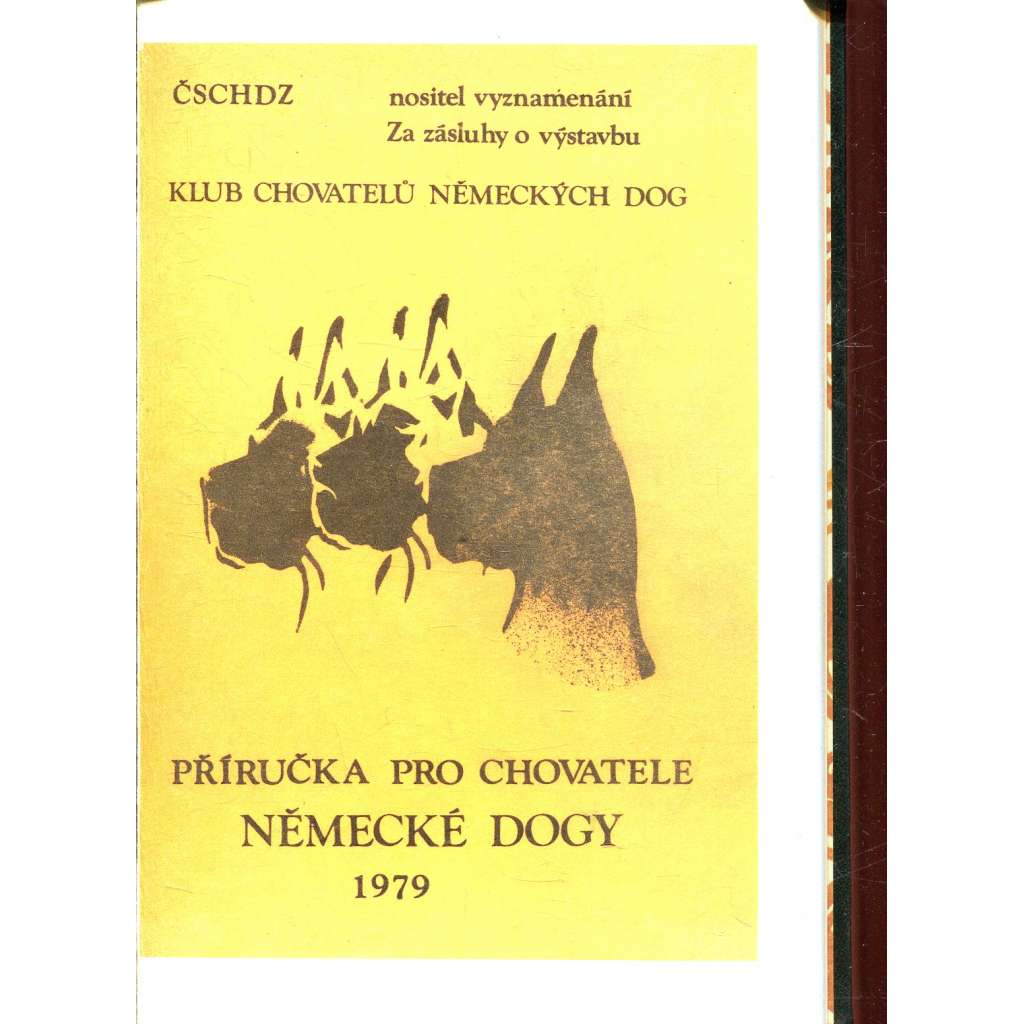 ČSCHDZ nositel vyznamenání
Za zásluhy o výstavbu
KLUB CHOVATELŮ NĚMECKÝCH DOG
PŘÍRUČKA PRO CHOVATELE
NĚMECKÉ DOGY
1979